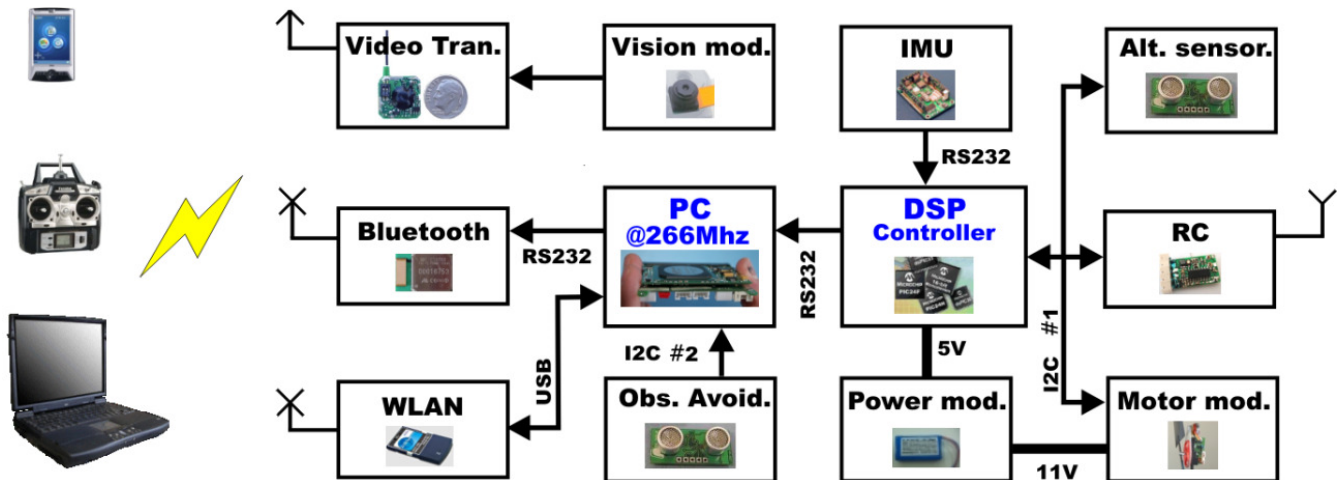 Video Tran.
Vision mod.
IMU
Alt. sensor.
RS232
Bluetooth
RS232
PC
@266Mhz
RS232
DSP
Controller
RC
I2C #1
WLAN
USB
I2C #2
Obs. Avoid.
5V
Power mod.
11V
Motor mod.